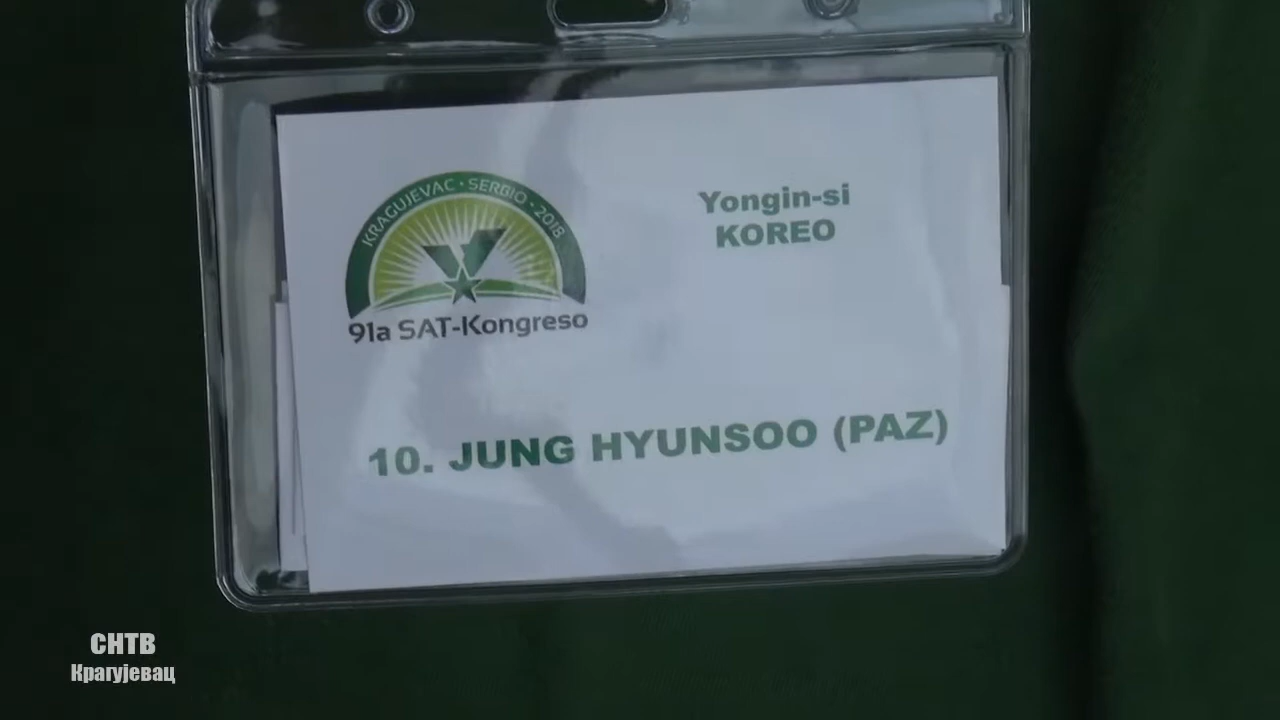 KRAGUJEVAC · SERBIO · 2018
91a SAT-Kongreso
Yongin-si
KOREO
10. JUNG HYUNSOO (PAZ)
СНТВ
Крагујевац